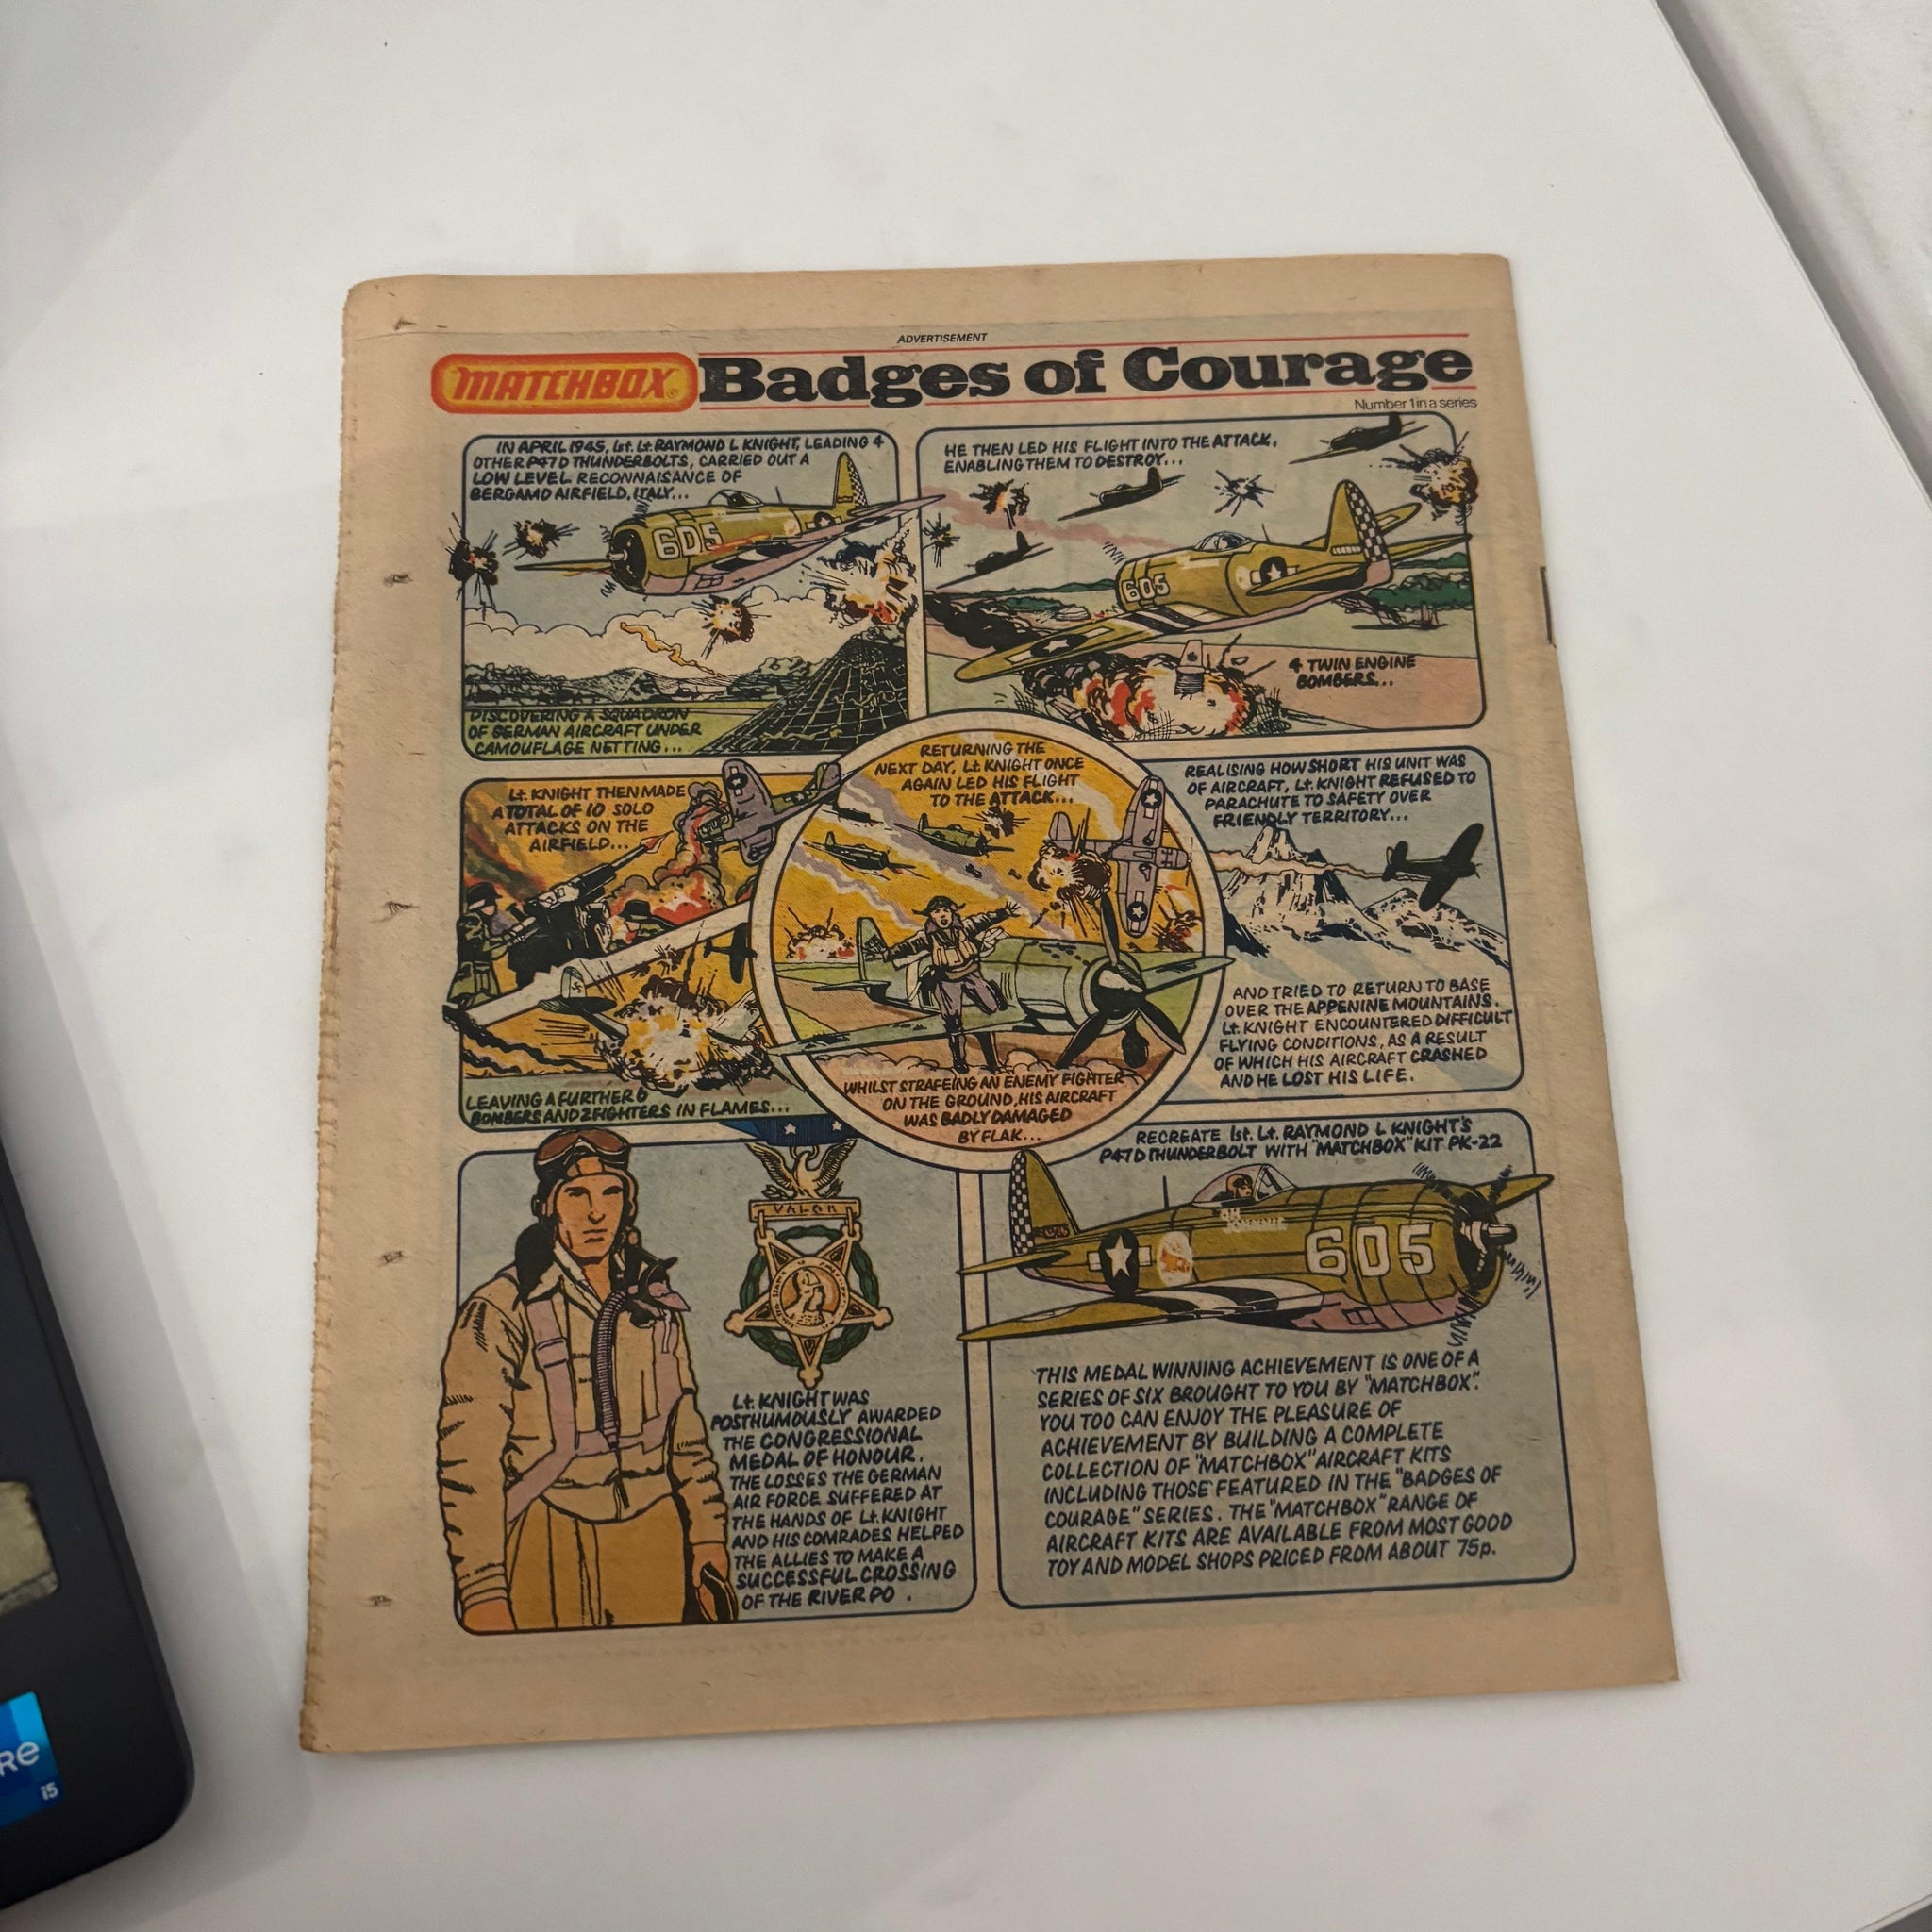 ADVERTISEMENT
MATCHBOX Badges of Courage
Number 1 in a series
IN APRIL 1945, 1st. Lt. RAYMOND L KNIGHT, LEADING 4
OTHER P47D THUNDERBOLTS, CARRIED OUT A
LOW LEVEL RECONNAISANCE OF
BERGAMO AIRFIELD, ITALY...
605
DISCOVERING A SQUADRON
OF GERMAN AIRCRAFT UNDER
CAMOUFLAGE NETTING...
HE THEN LED HIS FLIGHT INTO THE ATTACK,
ENABLING THEM TO DESTROY...
605
4 TWIN ENGINE
BOMBERS...
Lt. KNIGHT THEN MADE
A TOTAL OF 10 SOLO
ATTACKS ON THE
AIRFIELD...
LEAVING A FURTHER 6
BOMBERS AND 2 FIGHTERS IN FLAMES...
RETURNING THE
NEXT DAY, Lt. KNIGHT ONCE
AGAIN LED HIS FLIGHT
TO THE ATTACK...
WHILST STRAFEING AN ENEMY FIGHTER
ON THE GROUND, HIS AIRCRAFT
WAS BADLY DAMAGED
BY FLAK...
REALISING HOW SHORT HIS UNIT WAS
OF AIRCRAFT, Lt. KNIGHT REFUSED TO
PARACHUTE TO SAFETY OVER
FRIENDLY TERRITORY...
AND TRIED TO RETURN TO BASE
OVER THE APPENINE MOUNTAINS.
Lt. KNIGHT ENCOUNTERED DIFFICULT
FLYING CONDITIONS, AS A RESULT
OF WHICH HIS AIRCRAFT CRASHED
AND HE LOST HIS LIFE.
VALOR
Lt. KNIGHT WAS
POSTHUMOUSLY AWARDED
THE CONGRESSIONAL
MEDAL OF HONOUR.
THE LOSSES THE GERMAN
AIR FORCE SUFFERED AT
THE HANDS OF Lt. KNIGHT
AND HIS COMRADES HELPED
THE ALLIES TO MAKE A
SUCCESSFUL CROSSING
OF THE RIVER PO.
RECREATE 1st. Lt. RAYMOND L KNIGHT'S
P47D THUNDERBOLT WITH "MATCHBOX" KIT PK-22
605
THIS MEDAL WINNING ACHIEVEMENT IS ONE OF A
SERIES OF SIX BROUGHT TO YOU BY "MATCHBOX".
YOU TOO CAN ENJOY THE PLEASURE OF
ACHIEVEMENT BY BUILDING A COMPLETE
COLLECTION OF "MATCHBOX" AIRCRAFT KITS
INCLUDING THOSE FEATURED IN THE "BADGES OF
COURAGE" SERIES. THE "MATCHBOX" RANGE OF
AIRCRAFT KITS ARE AVAILABLE FROM MOST GOOD
TOY AND MODEL SHOPS PRICED FROM ABOUT 75p.
i5